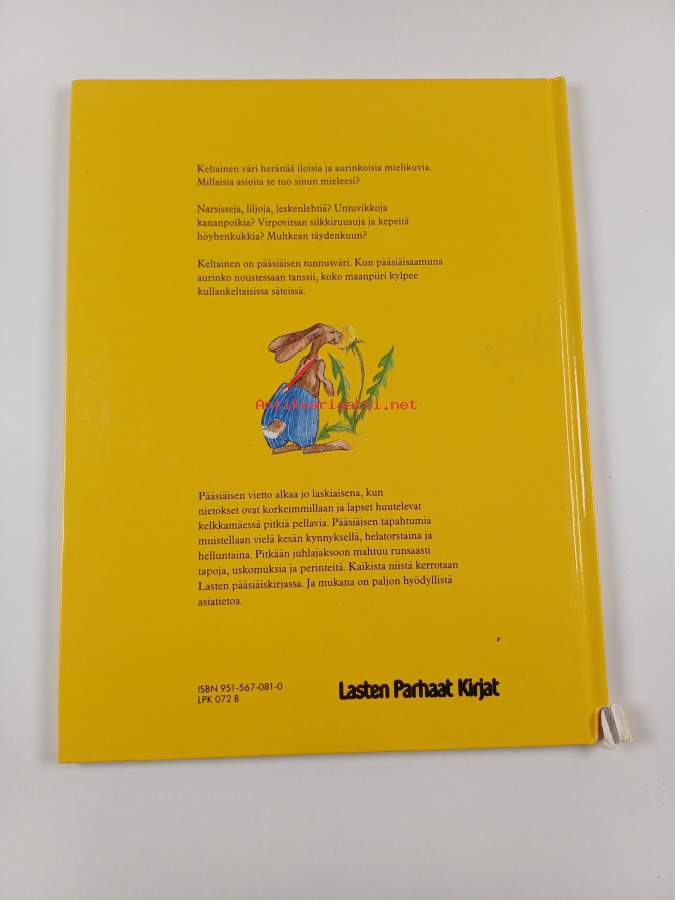 Keltainen väri herättää iloisia ja aurinkoisia mielikuvia.
Millaisia asioita se tuo sinun mieleesi?
Narsisseja, liljoja, leskenlehtiä? Untuvikkoja
kananpoikia? Virpovitsan silkkiruusuja ja kepeitä
höyhenkukkia? Muhkean täydenkuun?
Keltainen on pääsiäisen tunnusväri. Kun pääsiäisaamuna
aurinko noustessaan tanssii, koko maanpiiri kylpee
kullankeltaisissa säteissä.
Antikvariaatti.net
Pääsiäisen vietto alkaa jo laskiaisena, kun
nietokset ovat korkeimmillaan ja lapset huutelevat
kelkkamäessä pitkiä pellavia. Pääsiäisen tapahtumia
muistellaan vielä kesän kynnyksellä, helatorstaina ja
helluntaina. Pitkään juhlajaksoon mahtuu runsaasti
tapoja, uskomuksia ja perinteitä. Kaikista niistä kerrotaan
Lasten pääsiäiskirjassa. Ja mukana on paljon hyödyllistä
asiatietoa.
ISBN 951-567-081-0
LPK 072 B
Lasten Parhaat Kirjat